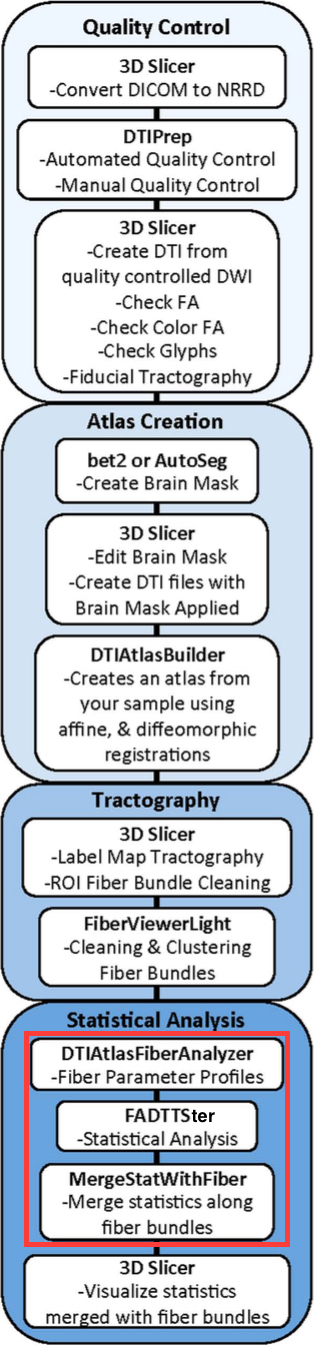 Quality Control
3D Slicer
-Convert DICOM to NRRD
DTIPrep
-Automated Quality Control
-Manual Quality Control
3D Slicer
-Create DTI from
quality controlled DWI
-Check FA
-Check Color FA
-Check Glyphs
-Fiducial Tractography
Atlas Creation
bet2 or AutoSeg
-Create Brain Mask
3D Slicer
-Edit Brain Mask
-Create DTI files with
Brain Mask Applied
DTIAtlasBuilder
-Creates an atlas from
your sample using
affine, & diffeomorphic
registrations
Tractography
3D Slicer
-Label Map Tractography
-ROI Fiber Bundle Cleaning
FiberViewerLight
-Cleaning & Clustering
Fiber Bundles
Statistical Analysis
DTIAtlasFiberAnalyzer
-Fiber Parameter Profiles
FADTTSter
-Statistical Analysis
MergeStatWithFiber
-Merge statistics along
fiber bundles
3D Slicer
-Visualize statistics
merged with fiber bundles